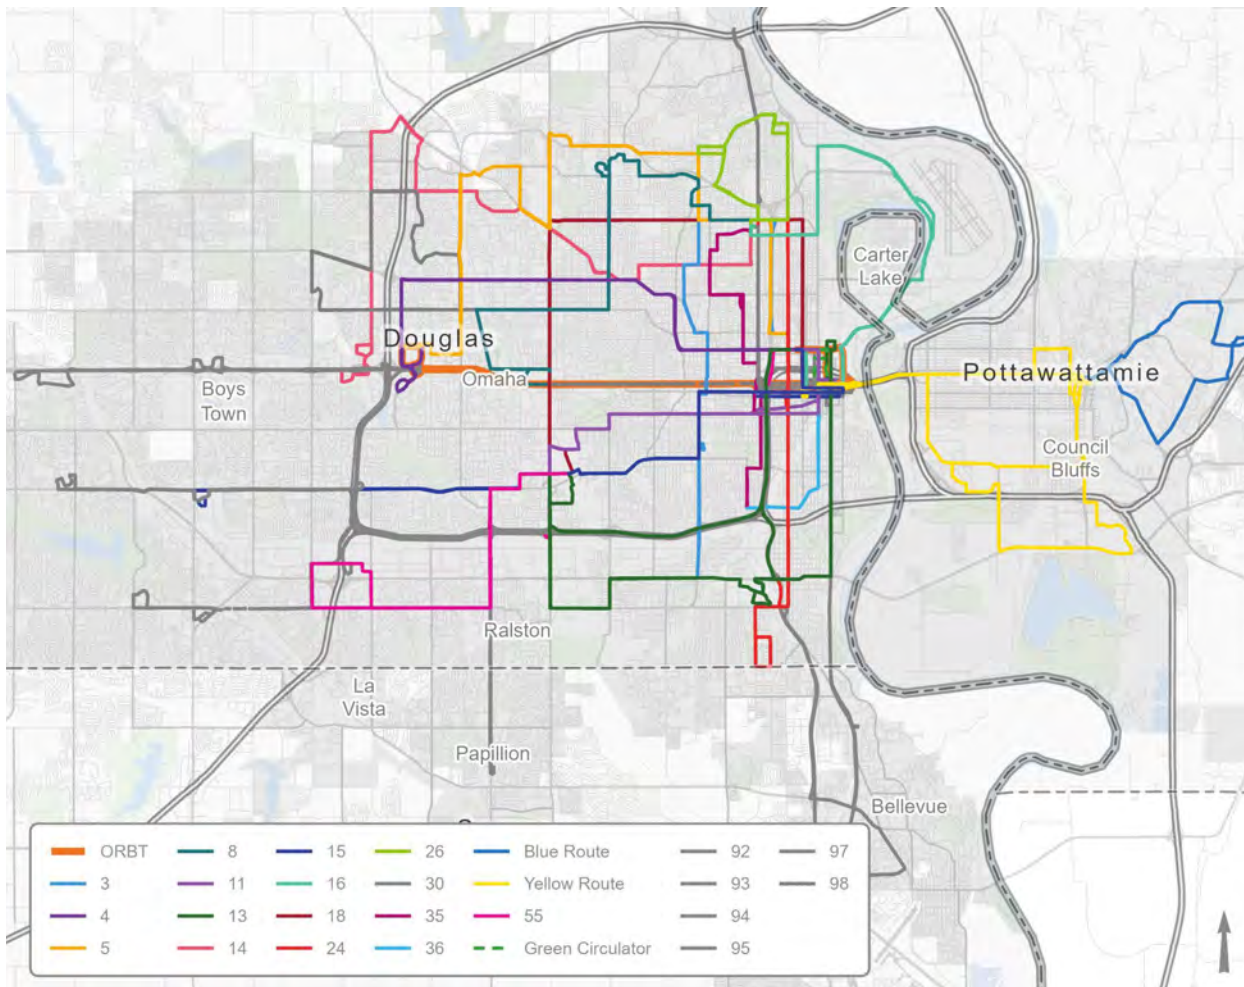 Carter
Lake
Douglas
Omaha
Pottawattamie
Boys
Town
Council
Bluffs
Ralston
La
Vista
Papillion
Bellevue
ORBT 8 15 26 Blue Route 92 97
3 11 16 30 Yellow Route 93 98
4 13 18 35 55 94
5 14 24 36 Green Circulator 95